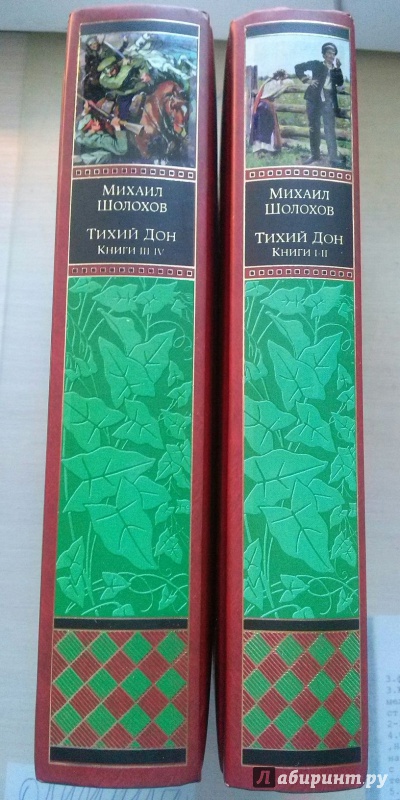 МИХАИЛ
ШОЛОХОВ
ТИХИЙ ДОН
КНИГИ III-IV
МИХАИЛ
ШОЛОХОВ
ТИХИЙ ДОН
КНИГИ I-II
Лабиринт.ру